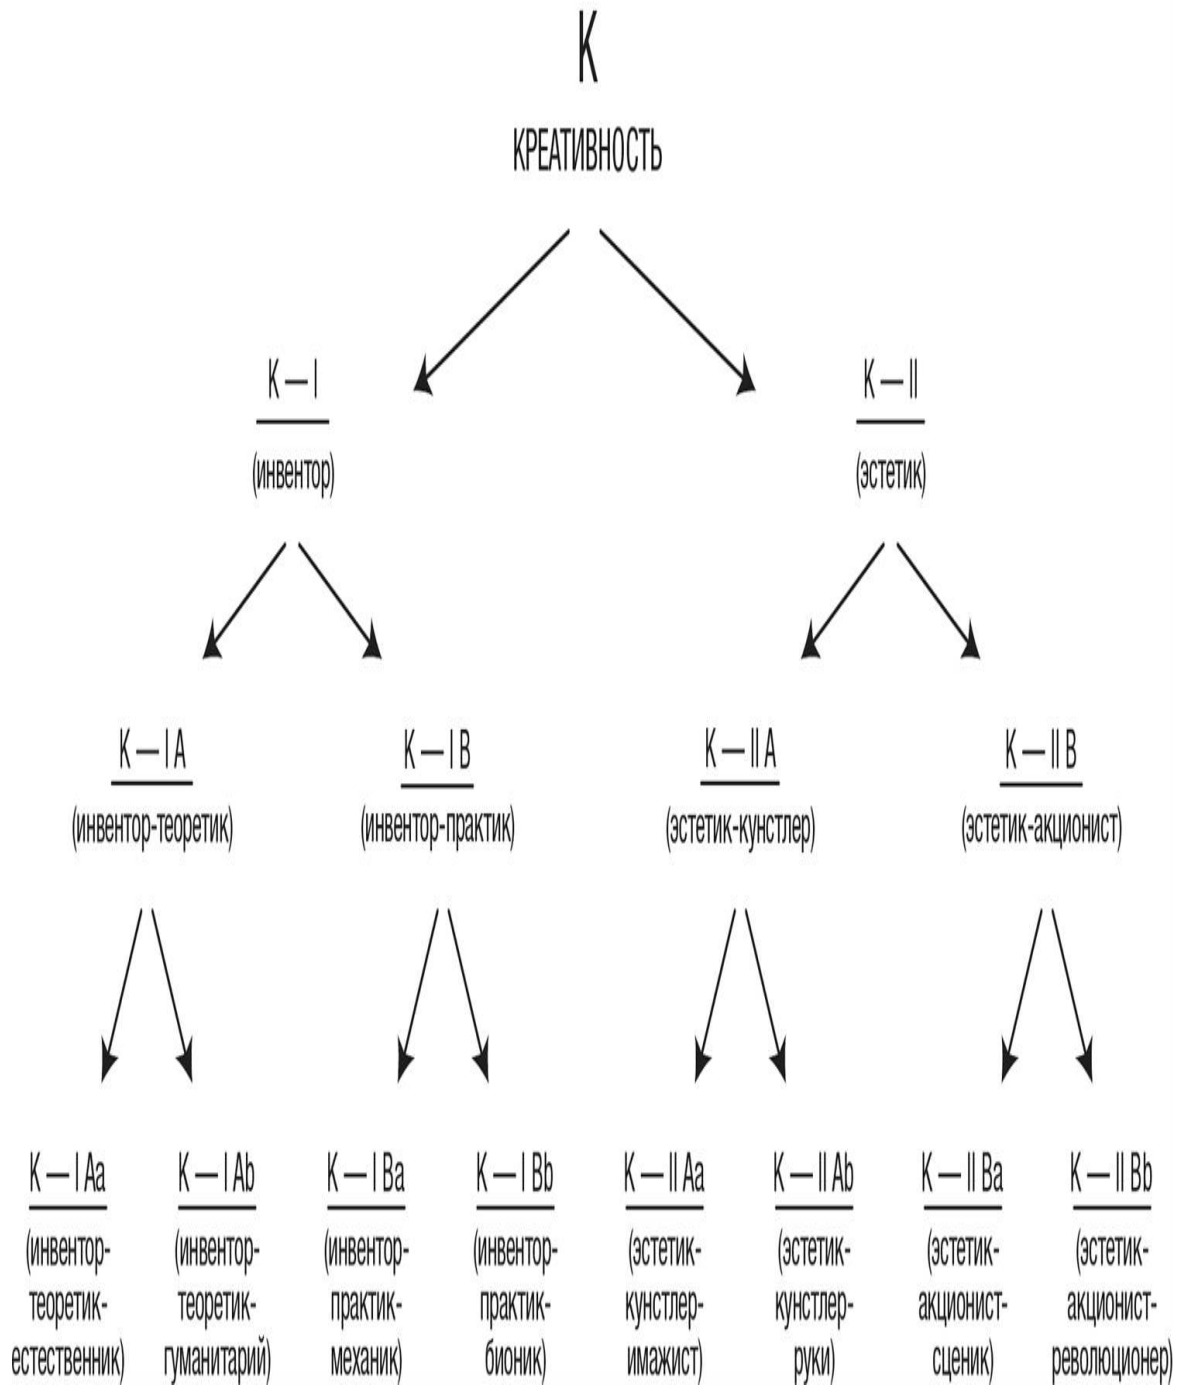 К
КРЕАТИВНОСТЬ
К — I
(инвентор)
К — II
(эстетик)
К — I А
(инвентор-теоретик)
К — I В
(инвентор-практик)
К — II А
(эстетик-кунстлер)
К — II В
(эстетик-акционист)
К — I Аа
(инвентор-
теоретик-
естественник)
К — I Аb
(инвентор-
теоретик-
гуманитарий)
К — I Ва
(инвентор-
практик-
механик)
К — I Bb
(инвентор-
практик-
бионик)
К — II Аа
(эстетик-
кунстлер-
имажист)
К — II Аb
(эстетик-
кунстлер-
руки)
К — II Ва
(эстетик-
акционист-
сценик)
К — II Bb
(эстетик-
акционист-
революционер)